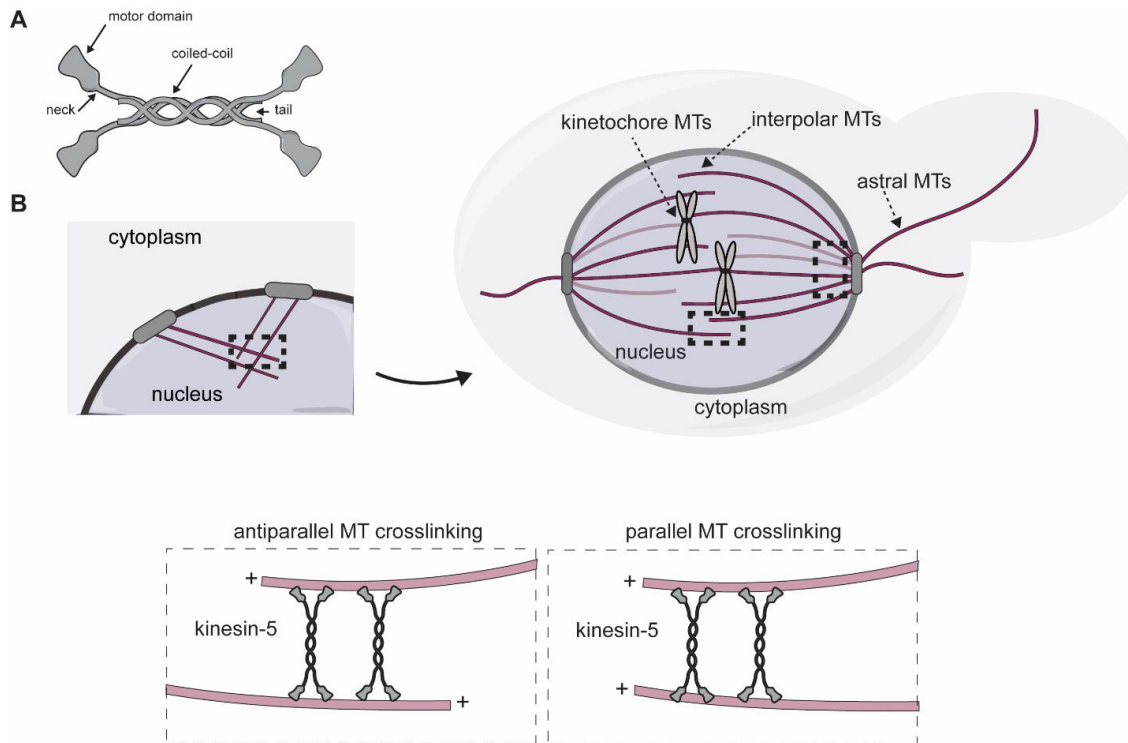 A
motor domain
coiled-coil
neck
tail
B
cytoplasm
nucleus
kinetochore MTs
interpolar MTs
astral MTs
nucleus
cytoplasm
antiparallel MT crosslinking
+
kinesin-5
+
parallel MT crosslinking
+
kinesin-5
+